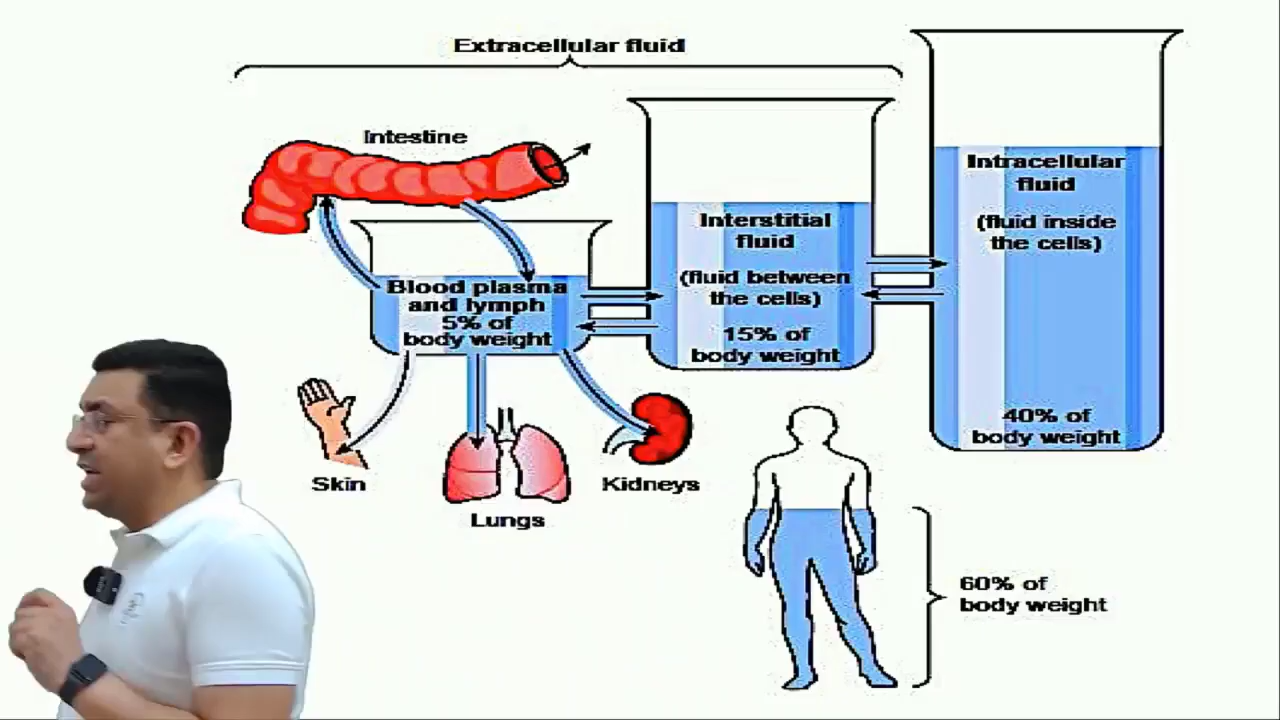 Extracellular fluid
Intestine
Blood plasma
and lymph
5% of
body weight
Interstitial
fluid
(fluid between
the cells)
15% of
body weight
Intracellular
fluid
(fluid inside
the cells)
40% of
body weight
Skin
Lungs
Kidneys
60% of
body weight